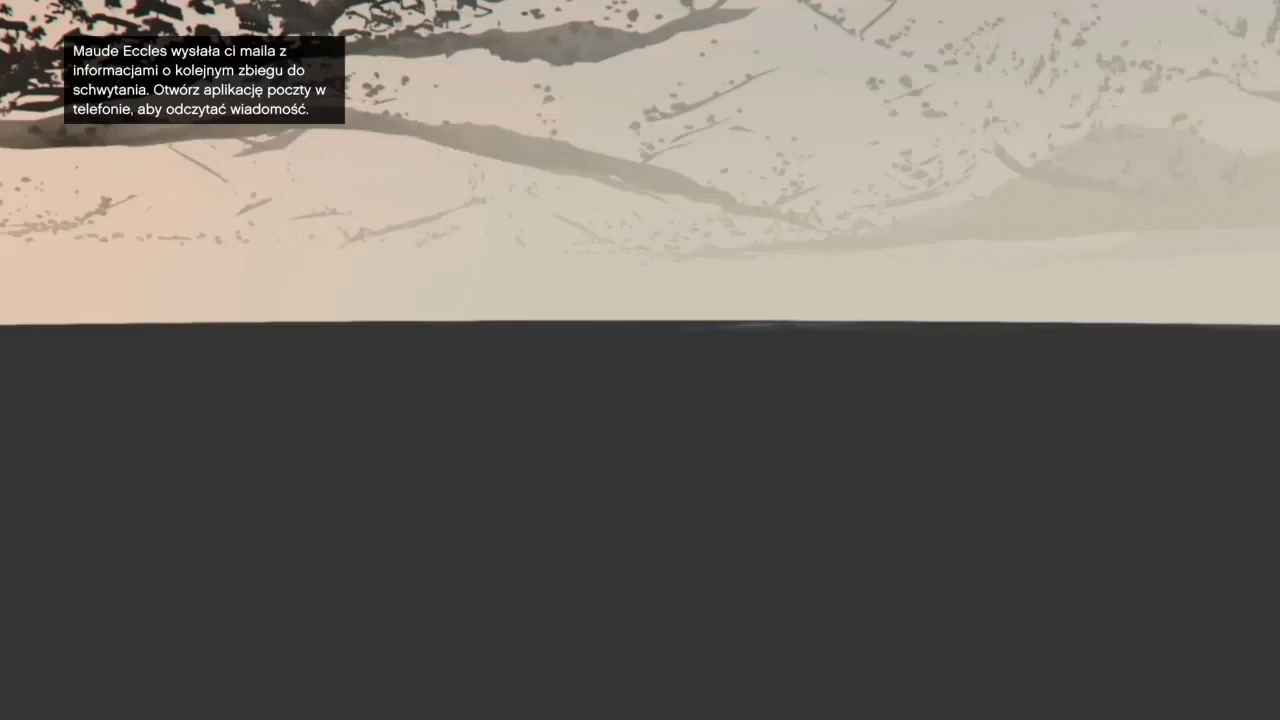 Maude Eccles wysłała ci maila z
informacjami o kolejnym zbiegu do
schwytania. Otwórz aplikację poczty w
telefonie, aby odczytać wiadomość.